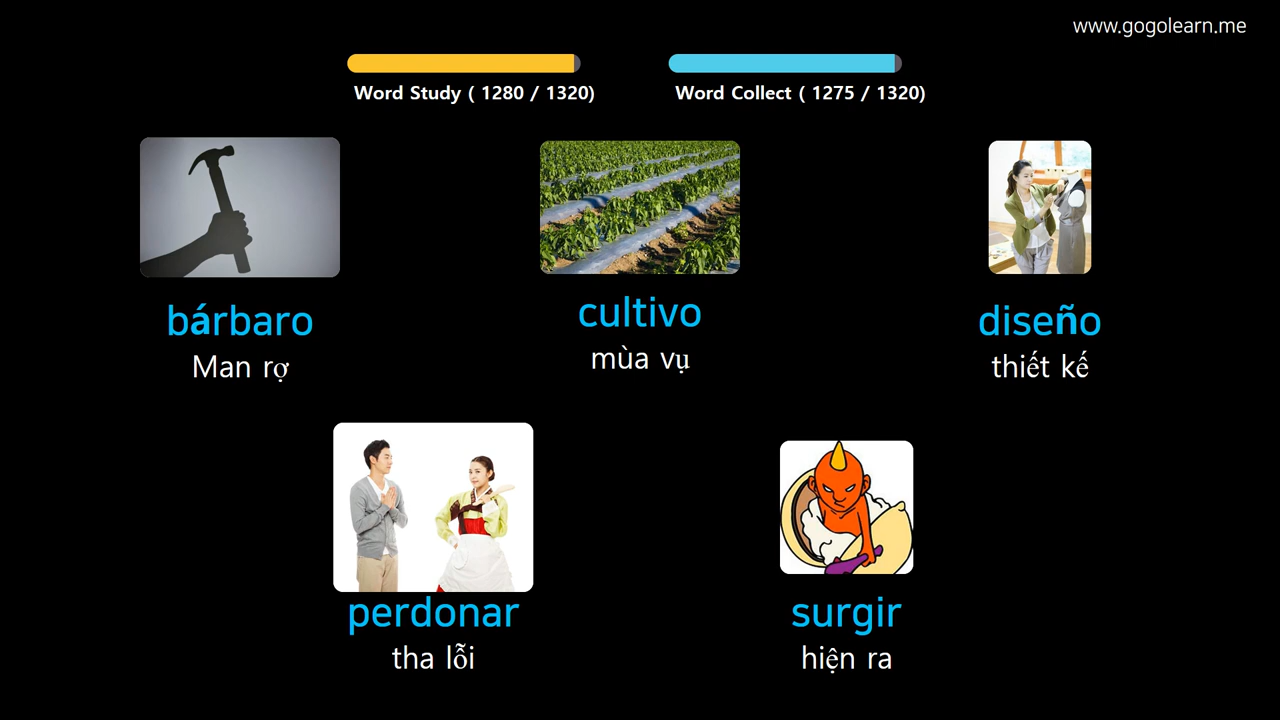 www.gogolearn.me
Word Study ( 1280 / 1320)
Word Collect ( 1275 / 1320)
bárbaro
Man rợ
cultivo
mùa vụ
diseño
thiết kế
perdonar
tha lỗi
surgir
hiện ra